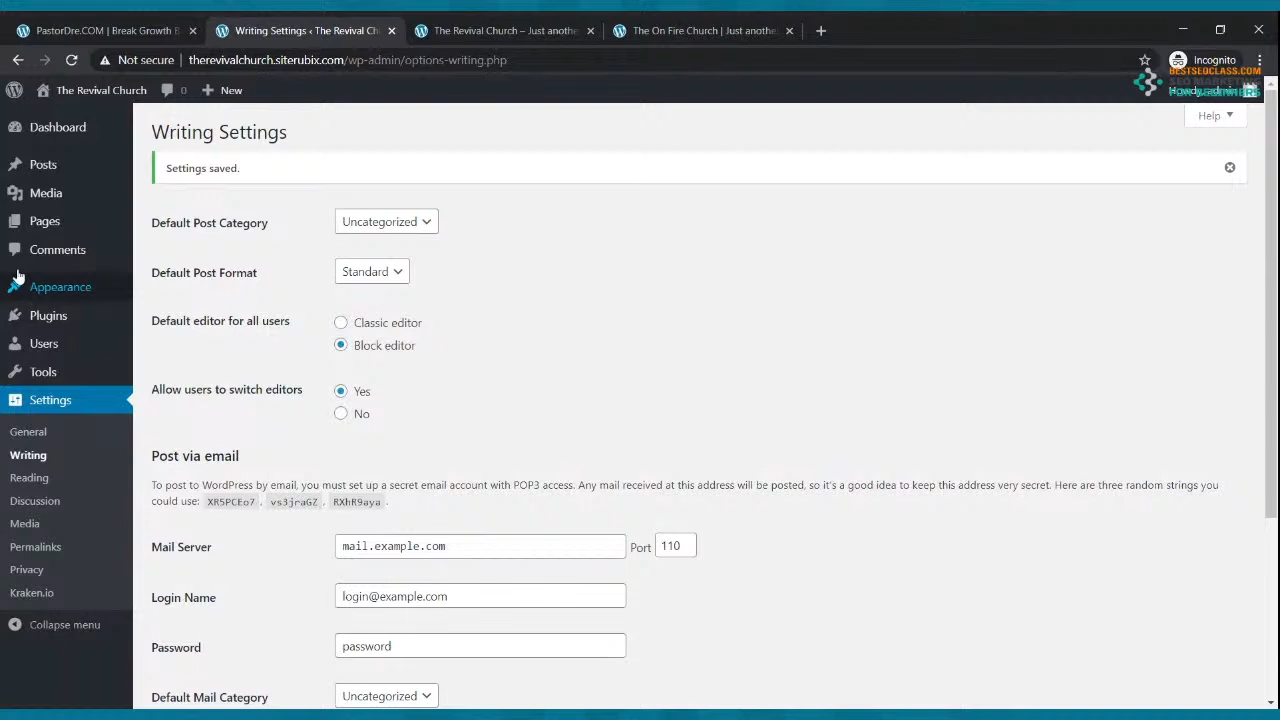 PastorDre.COM | Break Growth B
Writing Settings ‹ The Revival Ch
The Revival Church – Just anothe
The On Fire Church | Just anothe
Not secure
therevivalchurch.siterubix.com/wp-admin/options-writing.php
Incognito
BESTSEOCLASS.COM
SEO MARKETING
FOR BEGINNERS
The Revival Church
0
New
Howdy, admin
Dashboard
Posts
Media
Pages
Comments
Appearance
Plugins
Users
Tools
Settings
General
Writing
Reading
Discussion
Media
Permalinks
Privacy
Kraken.io
Collapse menu
Help
Writing Settings
Settings saved.
Default Post Category
Uncategorized
Default Post Format
Standard
Default editor for all users
Classic editor
Block editor
Allow users to switch editors
Yes
No
Post via email
To post to WordPress by email, you must set up a secret email account with POP3 access. Any mail received at this address will be posted, so it's a good idea to keep this address very secret. Here are three random strings you
could use: XR5PCEo7, vs3jraGZ, RXhR9aya.
Mail Server
mail.example.com
Port
110
Login Name
login@example.com
Password
password
Default Mail Category
Uncategorized